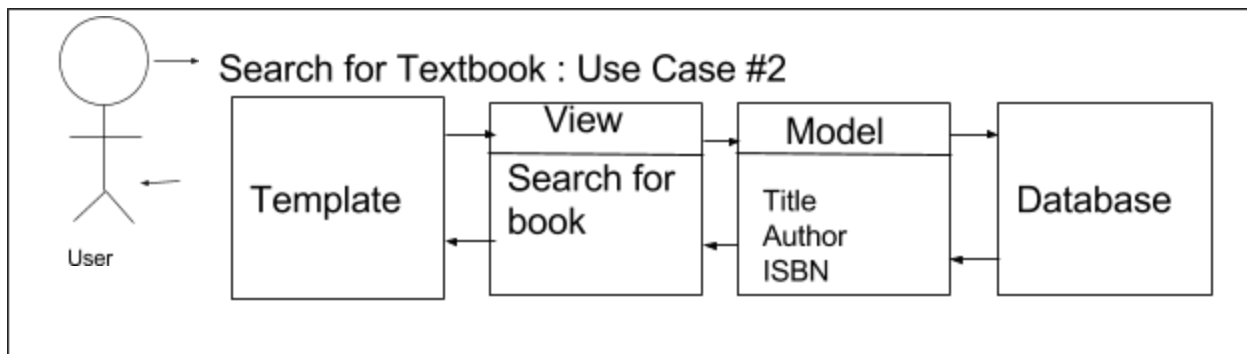 Search for Textbook : Use Case #2
User
Template
View
Search for
book
Model
Title
Author
ISBN
Database